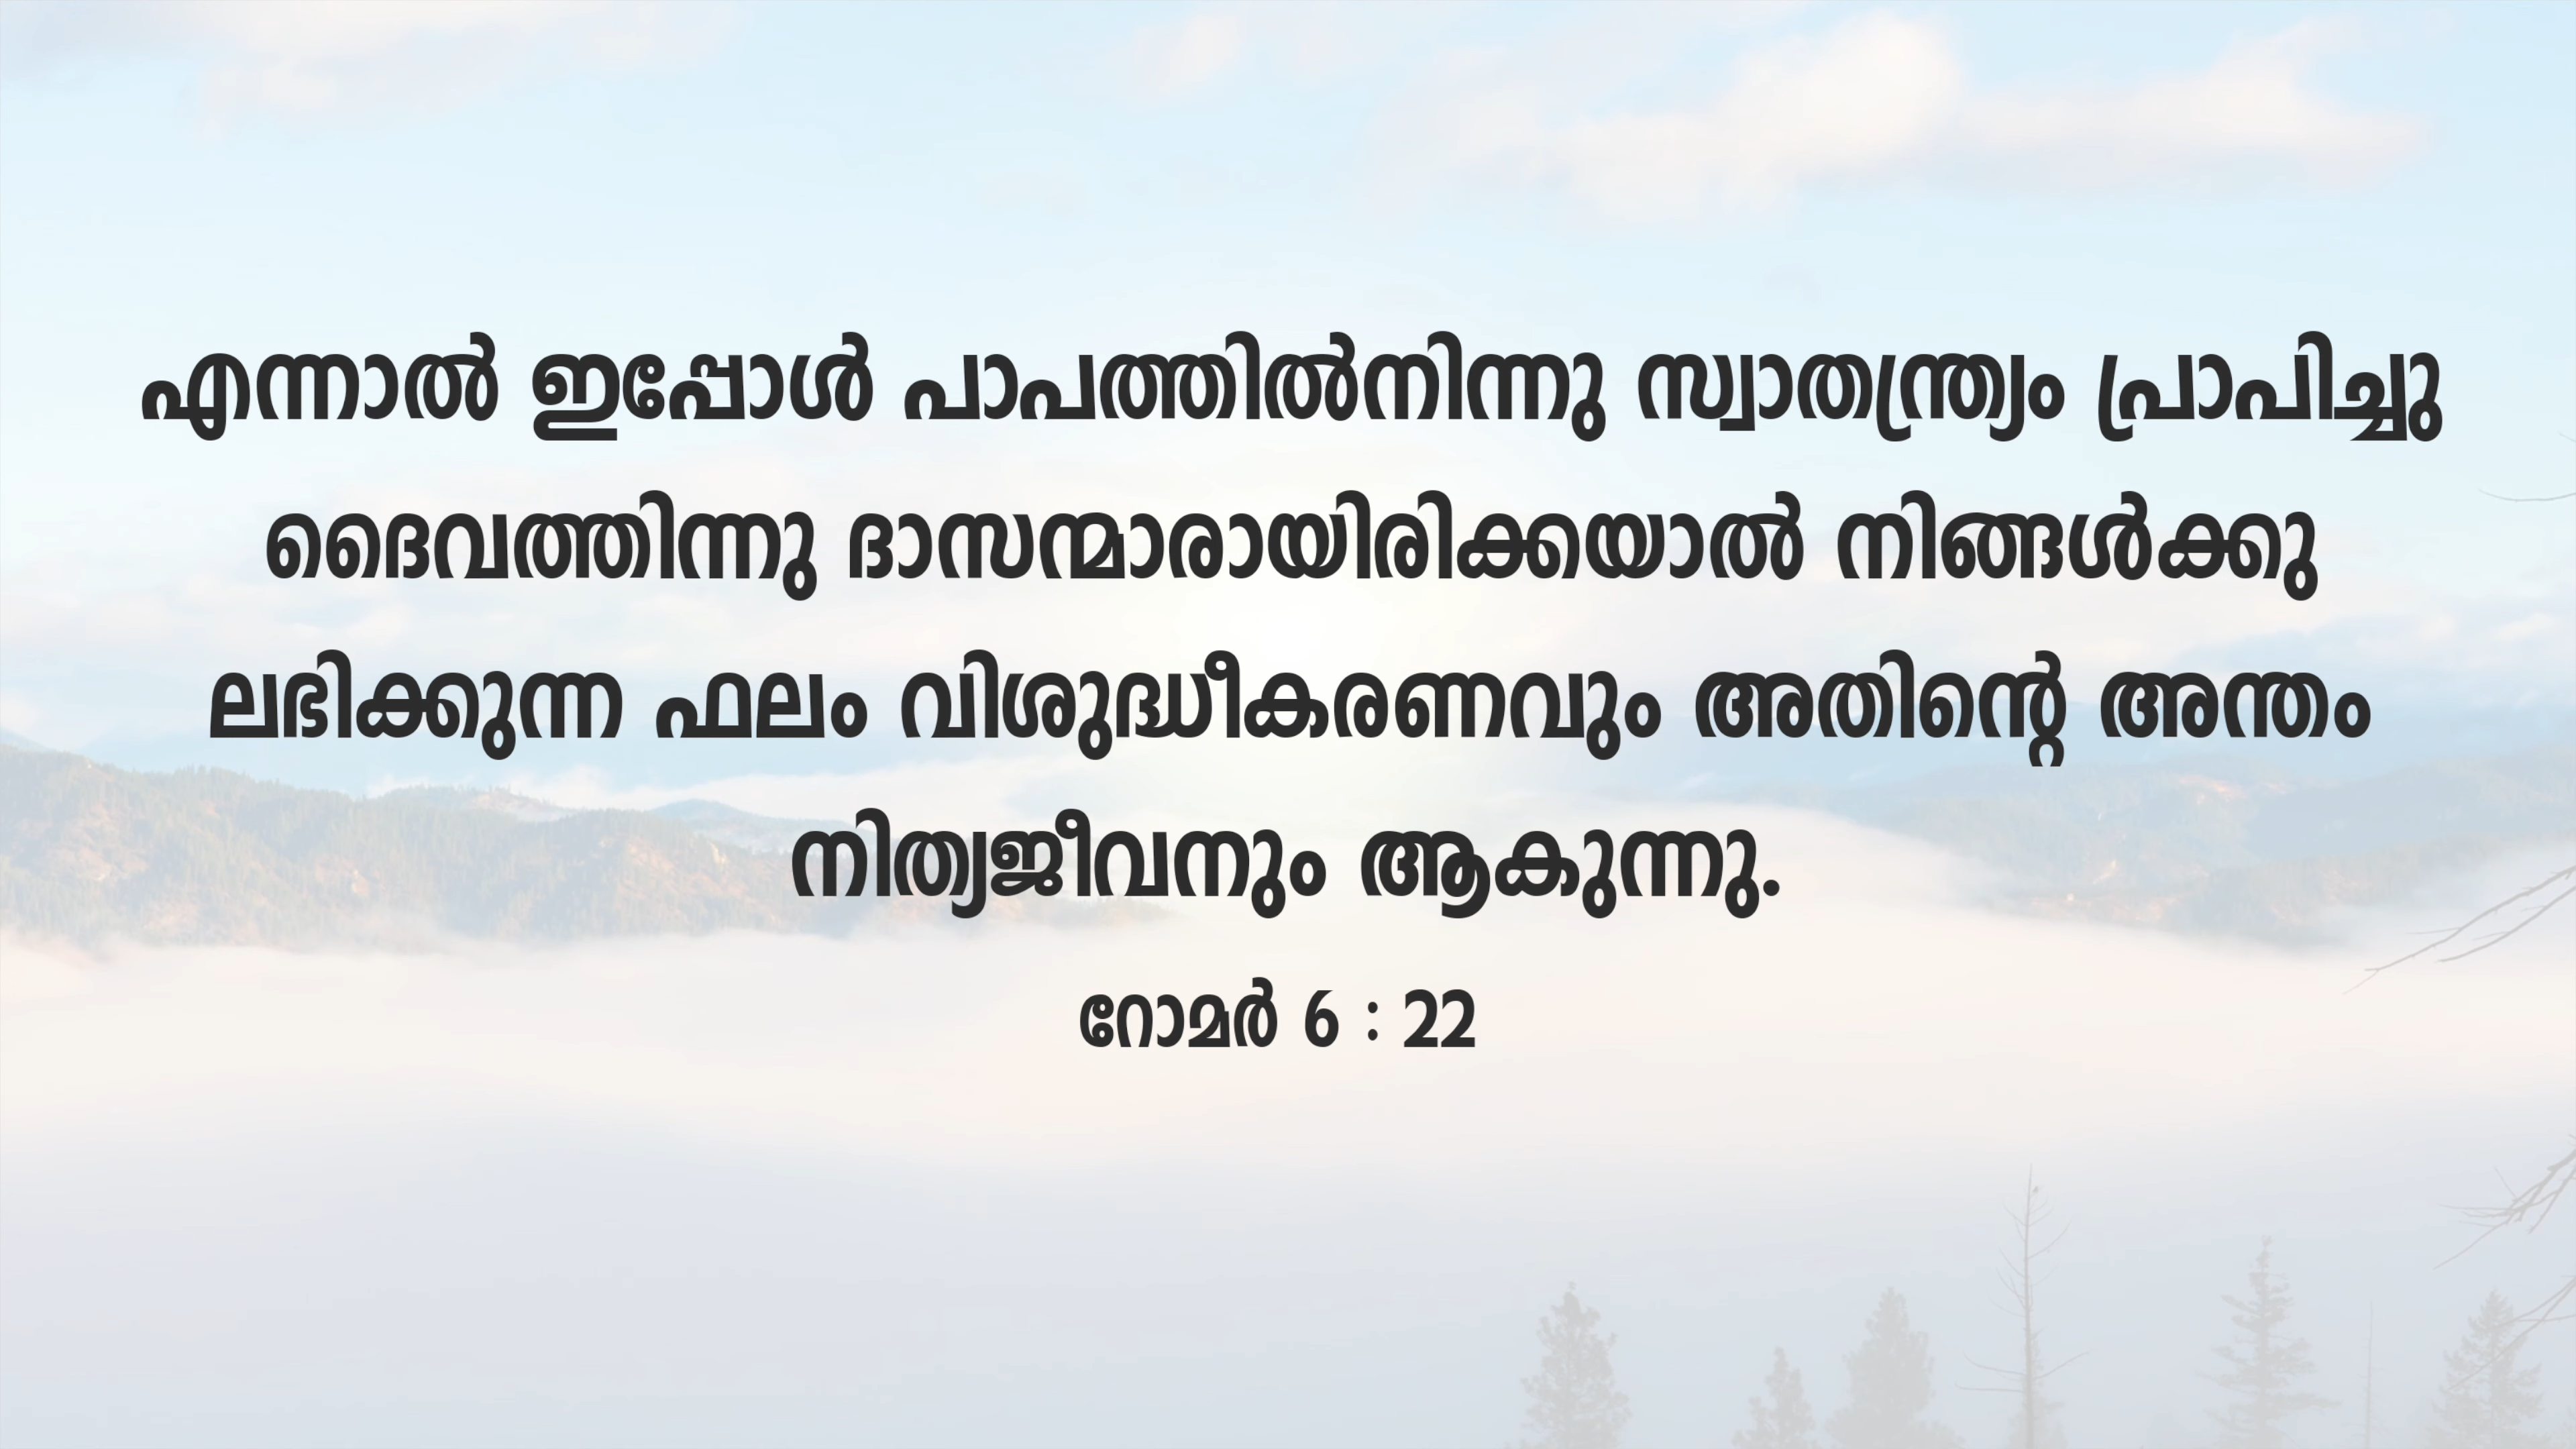 എന്നാൽ ഇപ്പോൾ പാപത്തിൽനിന്നു സ്വാതന്ത്ര്യം പ്രാപിച്ചു
ദൈവത്തിന്നു ദാസന്മാരായിരിക്കയാൽ നിങ്ങൾക്കു
ലഭിക്കുന്ന ഫലം വിശുദ്ധീകരണവും അതിന്റെ അന്തം
നിത്യജീവനും ആകുന്നു.
റോമർ 6 : 22